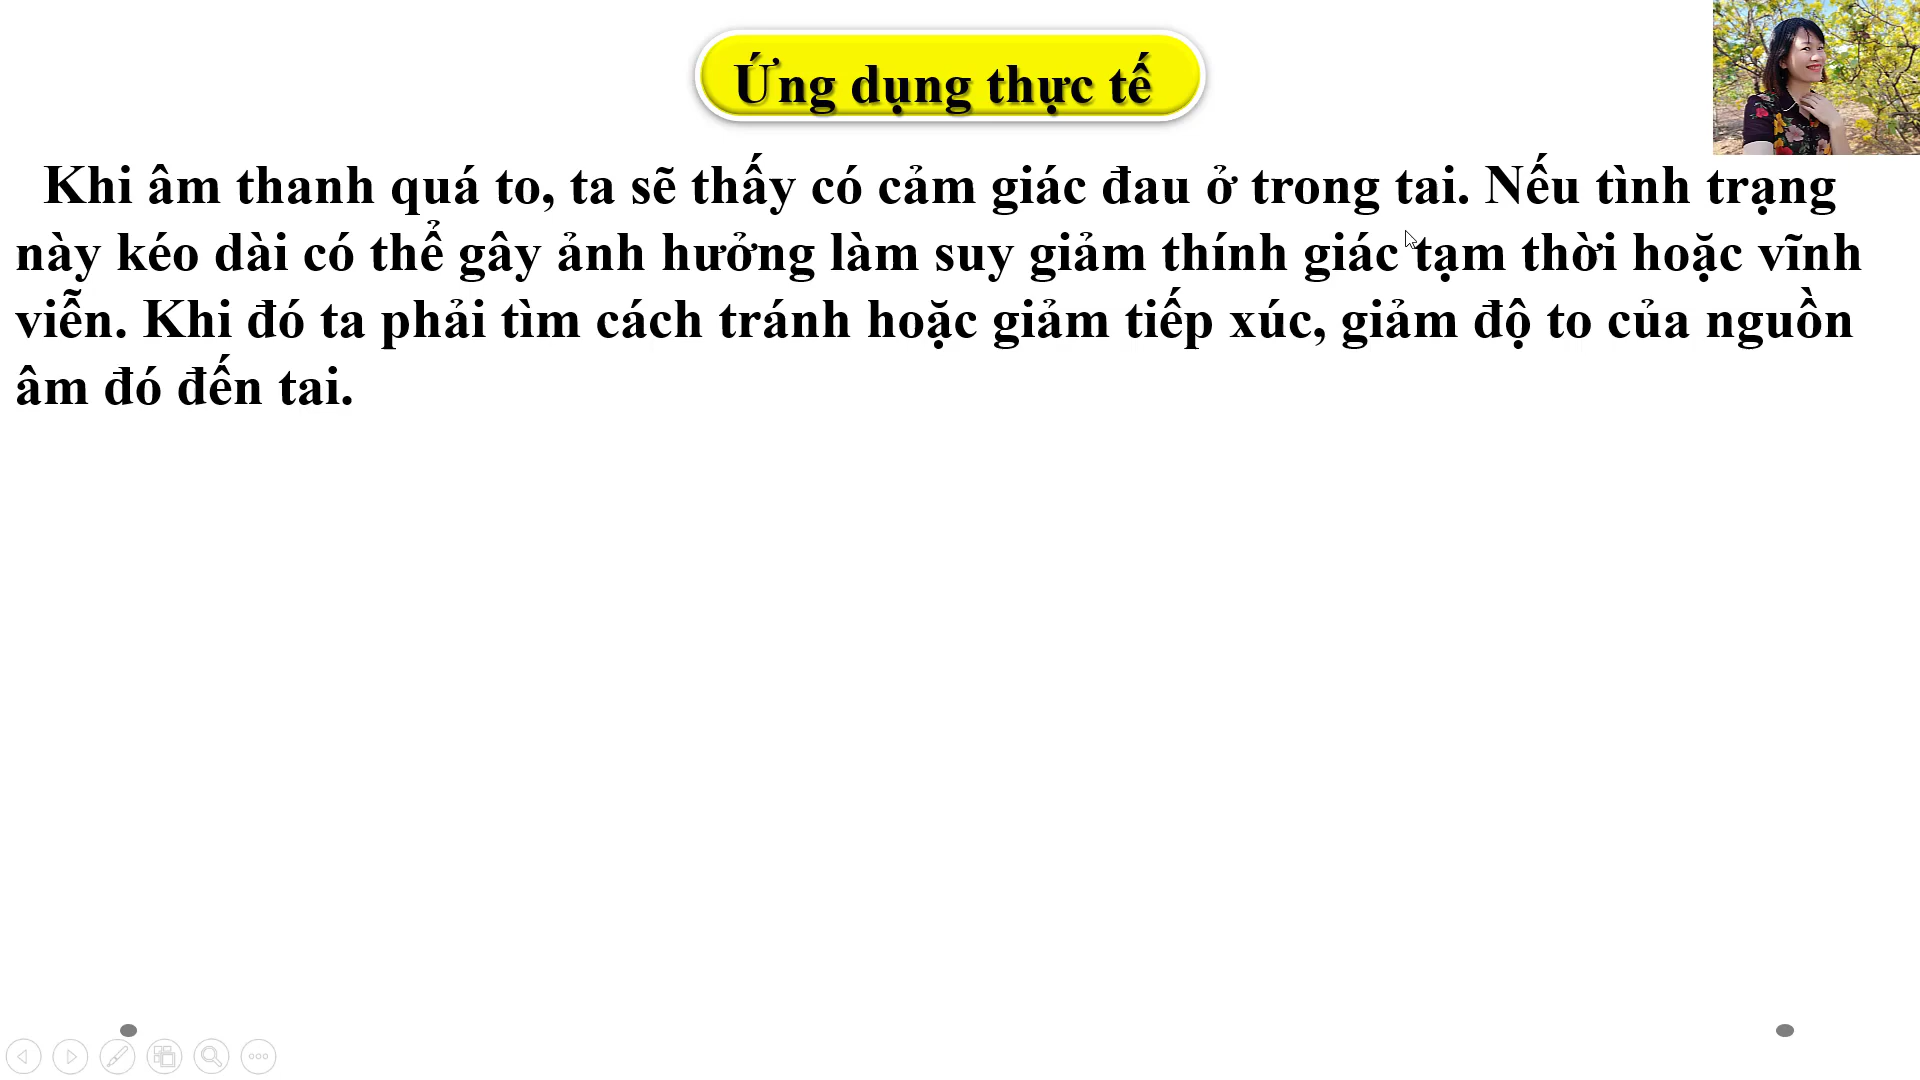 Ứng dụng thực tế
Khi âm thanh quá to, ta sẽ thấy có cảm giác đau ở trong tai. Nếu tình trạng
này kéo dài có thể gây ảnh hưởng làm suy giảm thính giác tạm thời hoặc vĩnh
viễn. Khi đó ta phải tìm cách tránh hoặc giảm tiếp xúc, giảm độ to của nguồn
âm đó đến tai.